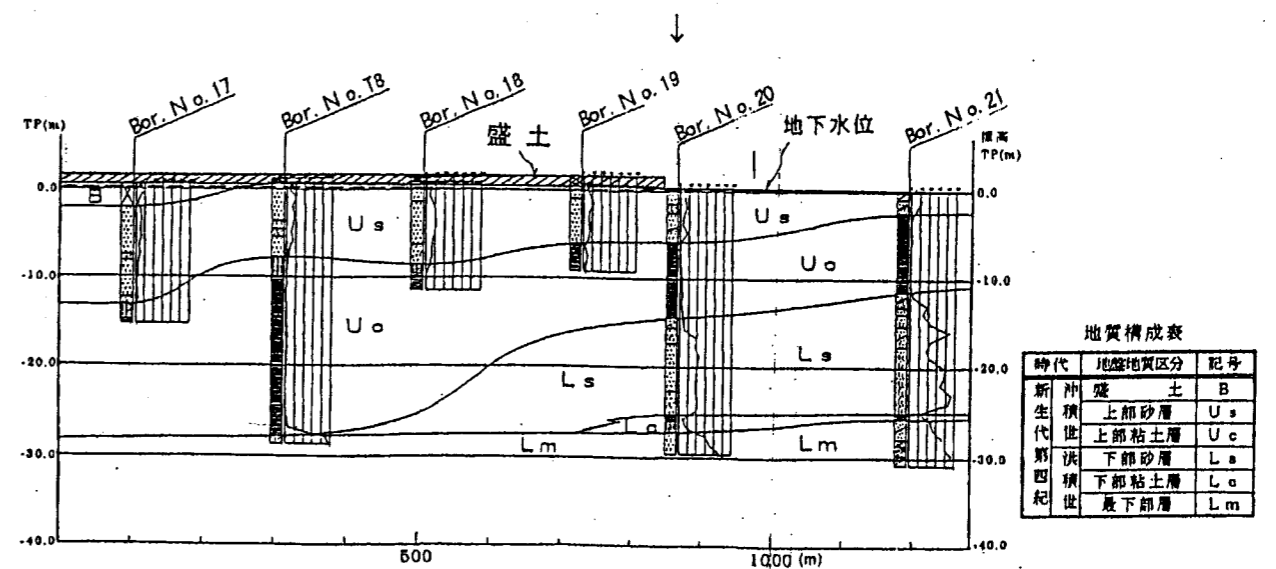 ↓
Bor. No.17
Bor. No.T8
Bor. No.18
Bor. No.19
Bor. No.20
Bor. No.21
TP(m)
盛土
地下水位
標高
TP(m)
0.0
B
Us
Us
0.0
-10.0
Uc
-10.0
Uc
-20.0
Ls
Ls
-20.0
Lc
Lm
Lm
-30.0
-30.0
-40.0
-40.0
500
1000 (m)
地質構成表
時代 地盤地質区分 記号
新生代第四紀
沖積世
洪積世
盛土 B
上部砂層 Us
上部粘土層 Uc
下部砂層 Ls
下部粘土層 Lc
最下部層 Lm